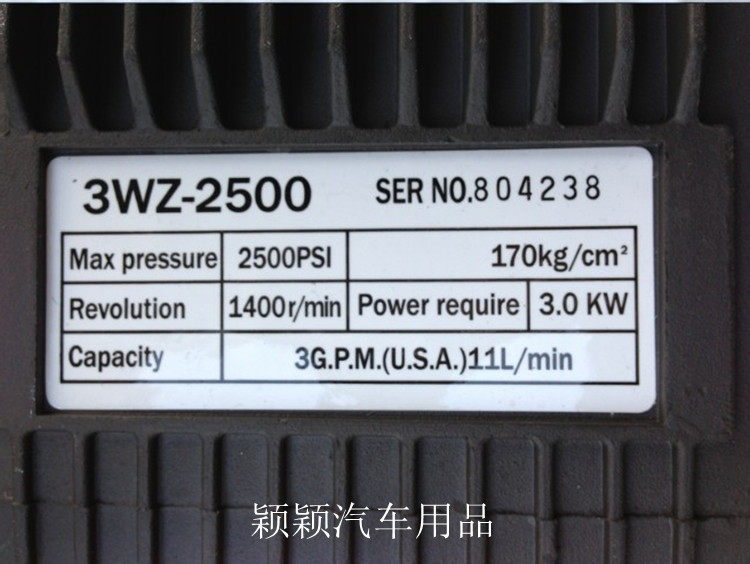 3WZ-2500 SER NO.804238
Max pressure 2500PSI 170kg/cm²
Revolution 1400r/min Power require 3.0 KW
Capacity 3G.P.M.(U.S.A.)11L/min
颖颖汽车用品